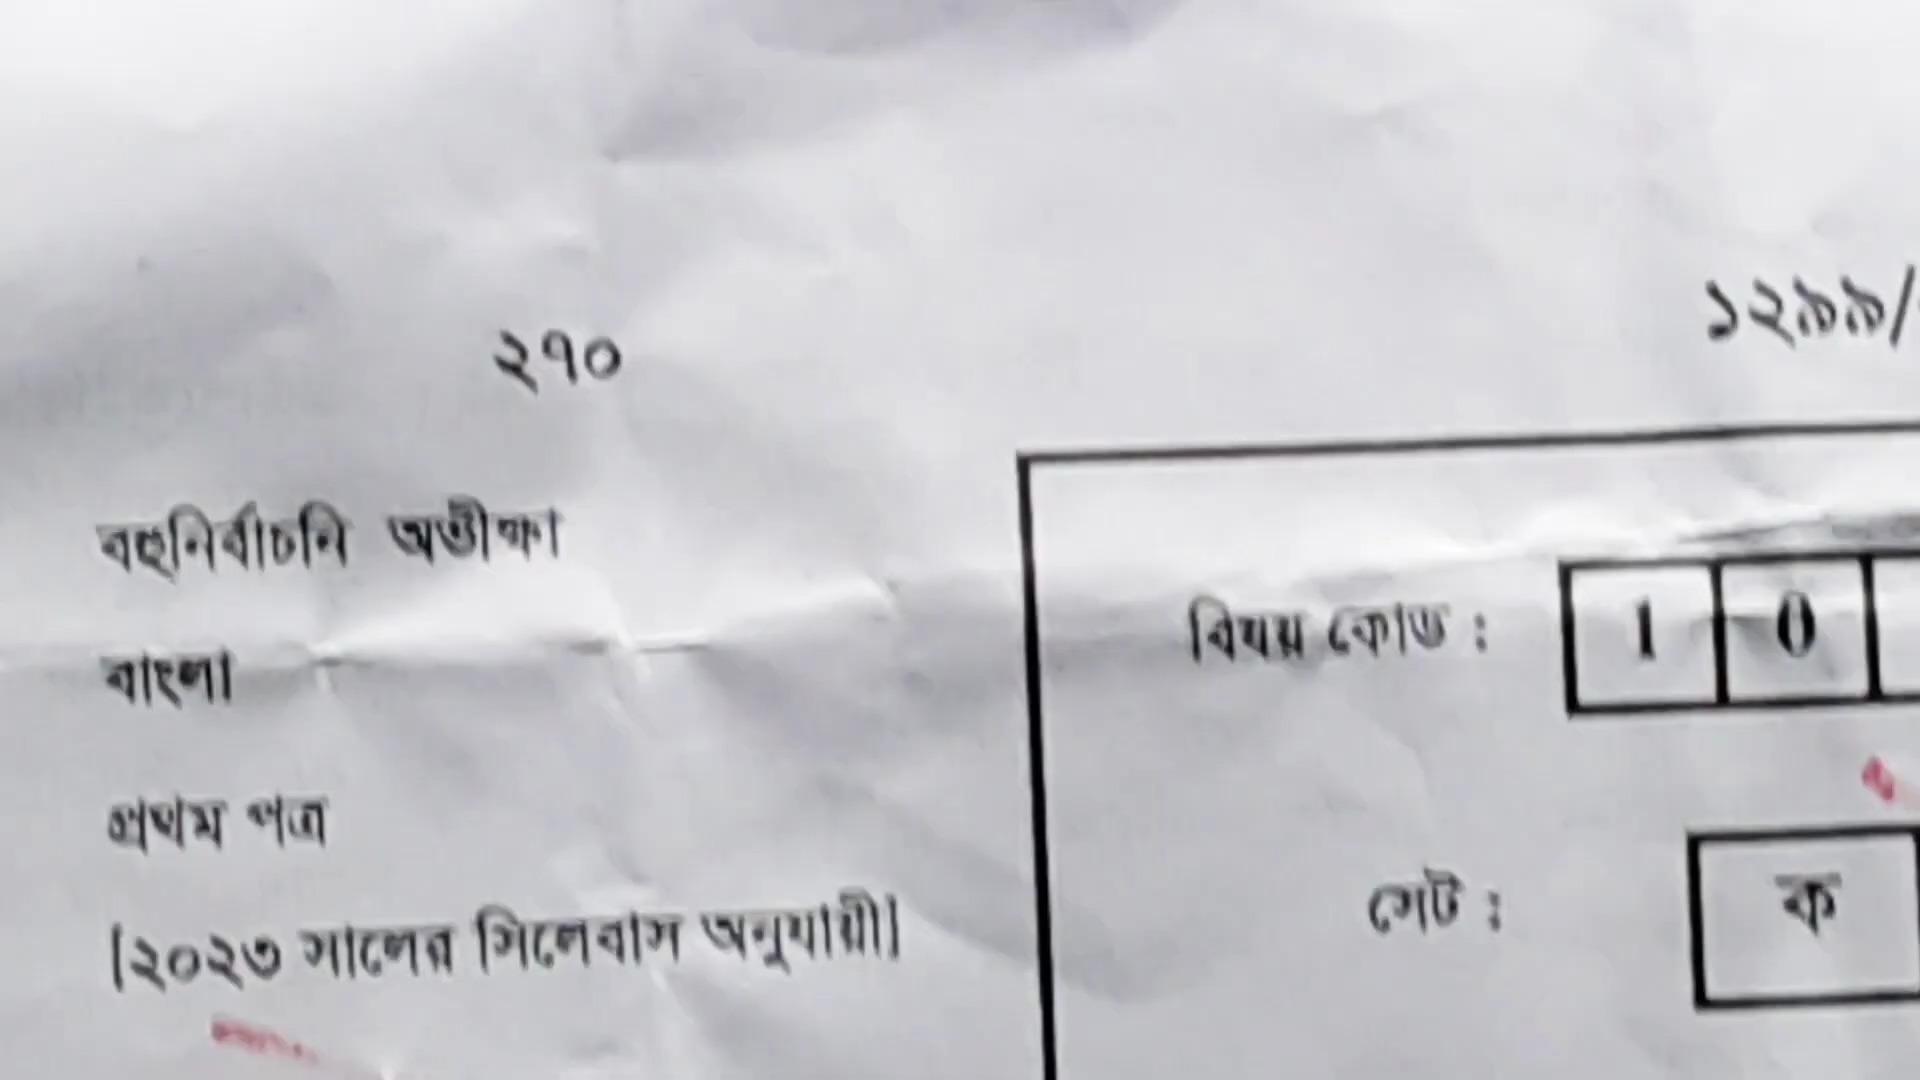 ২৭০
১২৯৯/
বহুনির্বাচনি অভীক্ষা
বিষয় কোড : 1 0
বাংলা
প্রথম পত্র
সেট : ক
[২০২৩ সালের সিলেবাস অনুযায়ী]